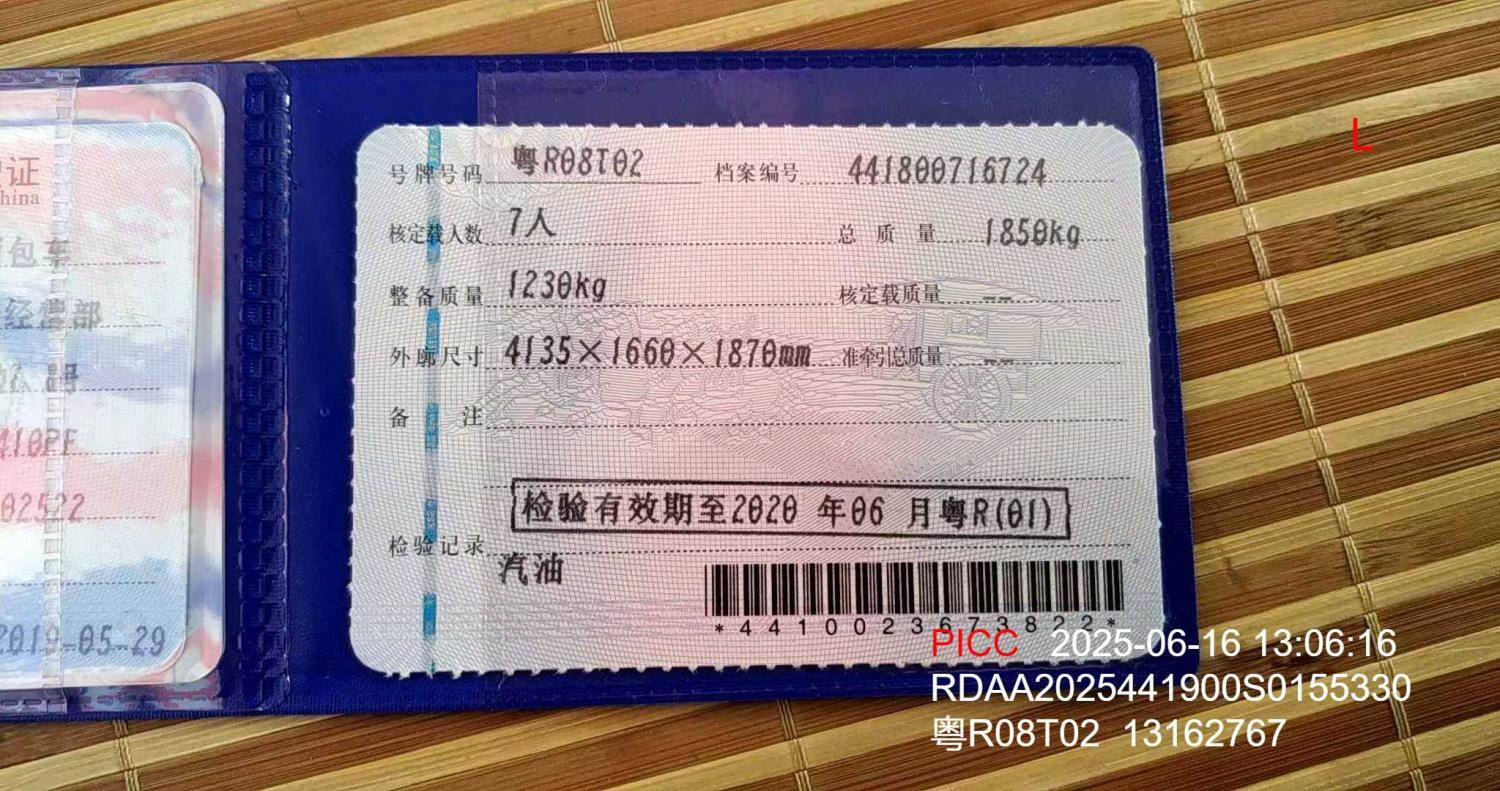 证
hina
包车
经营部
410PF
02522
2019-05-29
号牌号码 粤R08T02 档案编号 441800716724
核定载人数 7人 总质量 1850kg
整备质量 1230kg 核定载质量 --
外廓尺寸 4135×1660×1870mm 准牵引总质量 --
备注
检验有效期至2020 年06 月粤R(01)
检验记录
汽油
*4410023673822*
L
PICC 2025-06-16 13:06:16
RDAA2025441900S0155330
粤R08T02 13162767